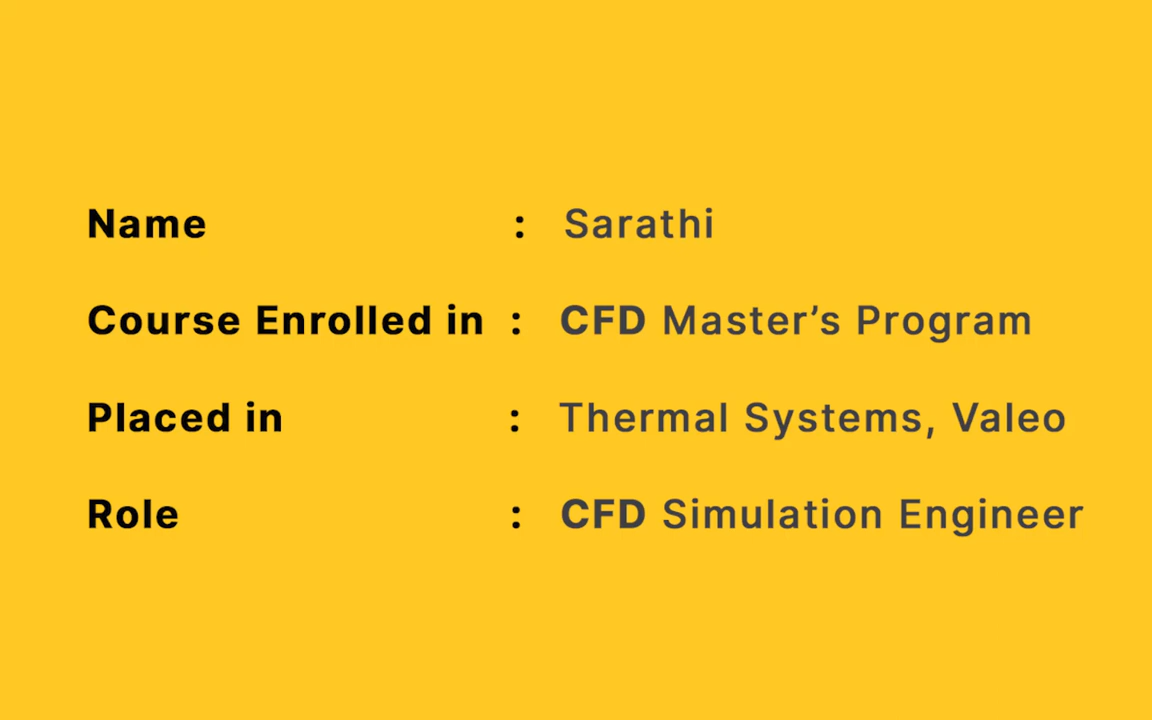 Name : Sarathi
Course Enrolled in : CFD Master’s Program
Placed in : Thermal Systems, Valeo
Role : CFD Simulation Engineer